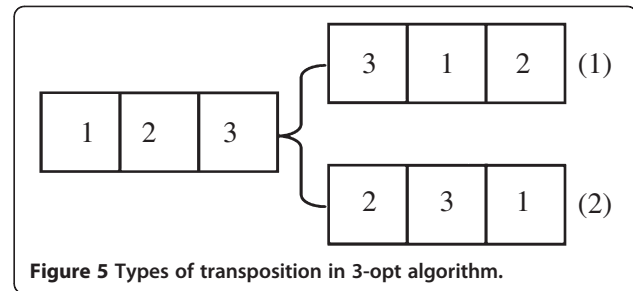 3 1 2 (1)
1 2 3
2 3 1 (2)
Figure 5 Types of transposition in 3-opt algorithm.